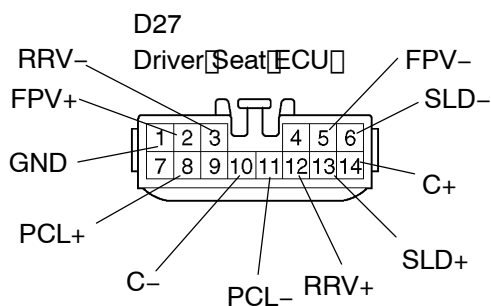 D27
Driver Seat ECU
RRV−
FPV−
FPV+
SLD−
1 2 3 4 5 6
GND
7 8 9 10 11 12 13 14
C+
PCL+
SLD+
C−
PCL− RRV+